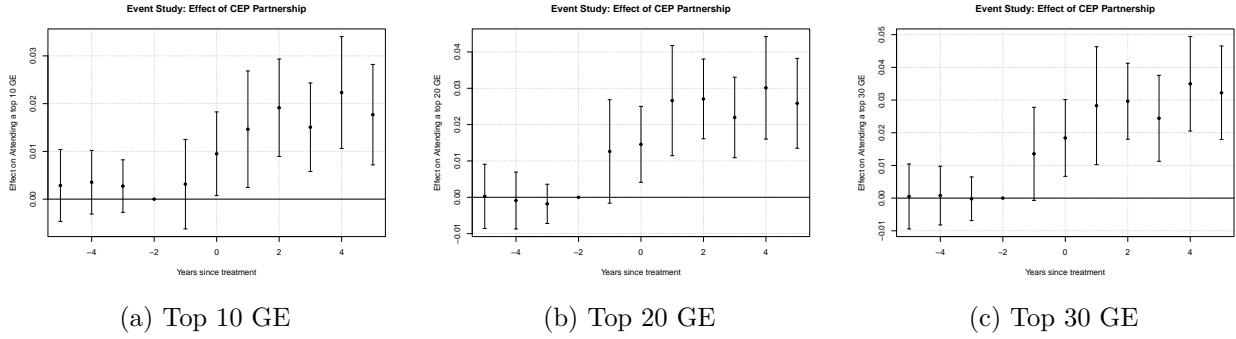 Event Study: Effect of CEP Partnership
Effect on Attending a top 10 GE
0.03
0.02
0.01
0.00
−4
−2
0
2
4
Years since treatment
(a) Top 10 GE
Event Study: Effect of CEP Partnership
Effect on Attending a top 20 GE
0.04
0.03
0.02
0.01
0.00
−0.01
−4
−2
0
2
4
Years since treatment
(b) Top 20 GE
Event Study: Effect of CEP Partnership
Effect on Attending a top 30 GE
0.05
0.04
0.03
0.02
0.01
0.00
−0.01
−4
−2
0
2
4
Years since treatment
(c) Top 30 GE